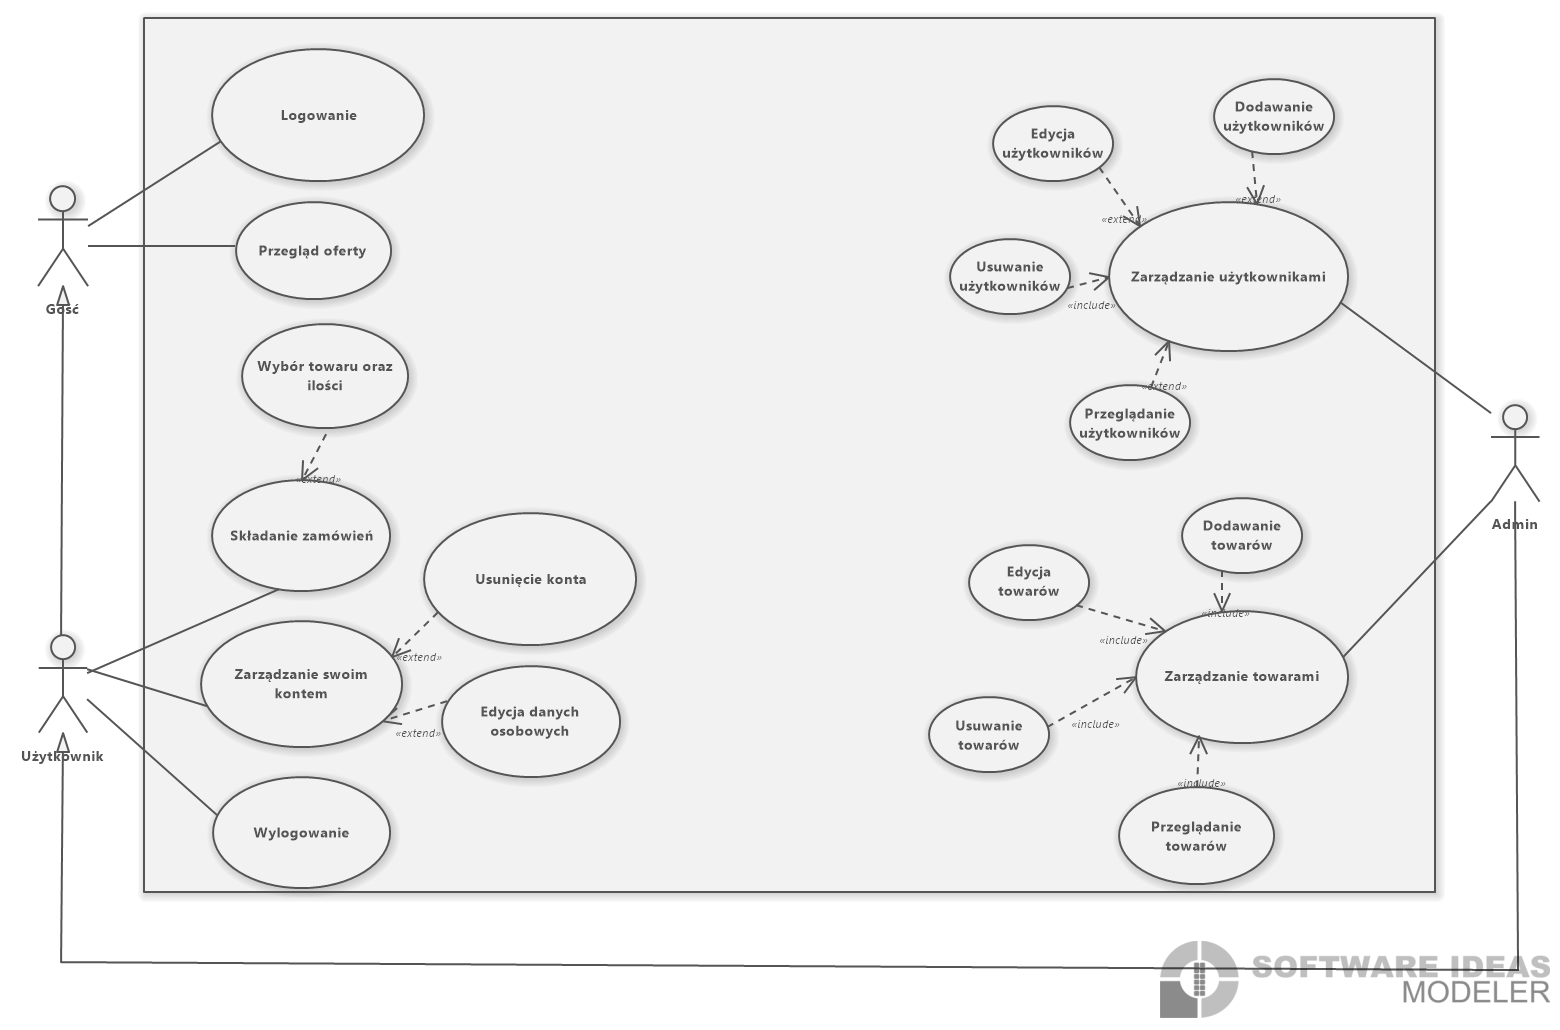 Logowanie
Przegląd oferty
Gość
Wybór towaru oraz
ilości
«extend»
Składanie zamówień
Usunięcie konta
«extend»
Zarządzanie swoim
kontem
Edycja danych
osobowych
«extend»
Użytkownik
Wylogowanie
Dodawanie
użytkowników
«extend»
Edycja
użytkowników
«extend»
Usuwanie
użytkowników
«include»
Zarządzanie użytkownikami
«extend»
Przeglądanie
użytkowników
Admin
Dodawanie
towarów
«include»
Edycja
towarów
«include»
Zarządzanie towarami
Usuwanie
towarów
«include»
«include»
Przeglądanie
towarów
SOFTWARE IDEAS
MODELER